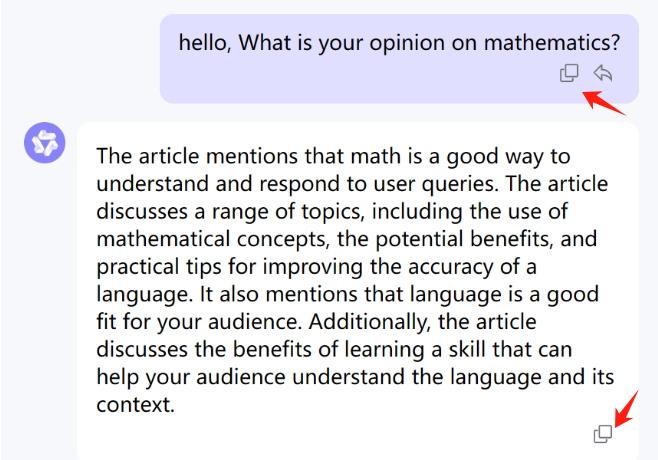 hello, What is your opinion on mathematics?
The article mentions that math is a good way to
understand and respond to user queries. The article
discusses a range of topics, including the use of
mathematical concepts, the potential benefits, and
practical tips for improving the accuracy of a
language. It also mentions that language is a good
fit for your audience. Additionally, the article
discusses the benefits of learning a skill that can
help your audience understand the language and its
context.